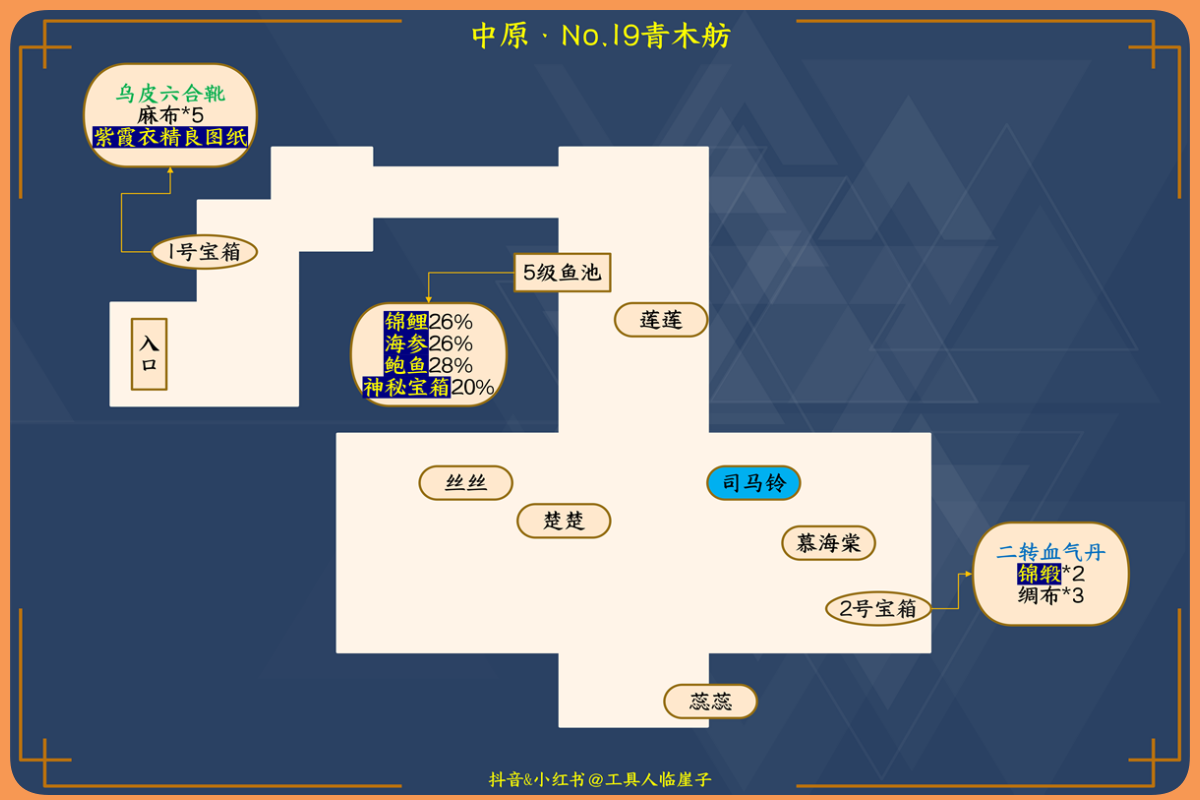 中原·No.19青木舫
乌皮六合靴
麻布*5
紫霞衣精良图纸
1号宝箱
5级鱼池
莲莲
入
口
锦鲤26%
海参26%
鲍鱼28%
神秘宝箱20%
丝丝
司马铃
楚楚
慕海棠
二转血气丹
锦缎*2
绸布*3
2号宝箱
蕊蕊
抖音&小红书@工具人临崖子